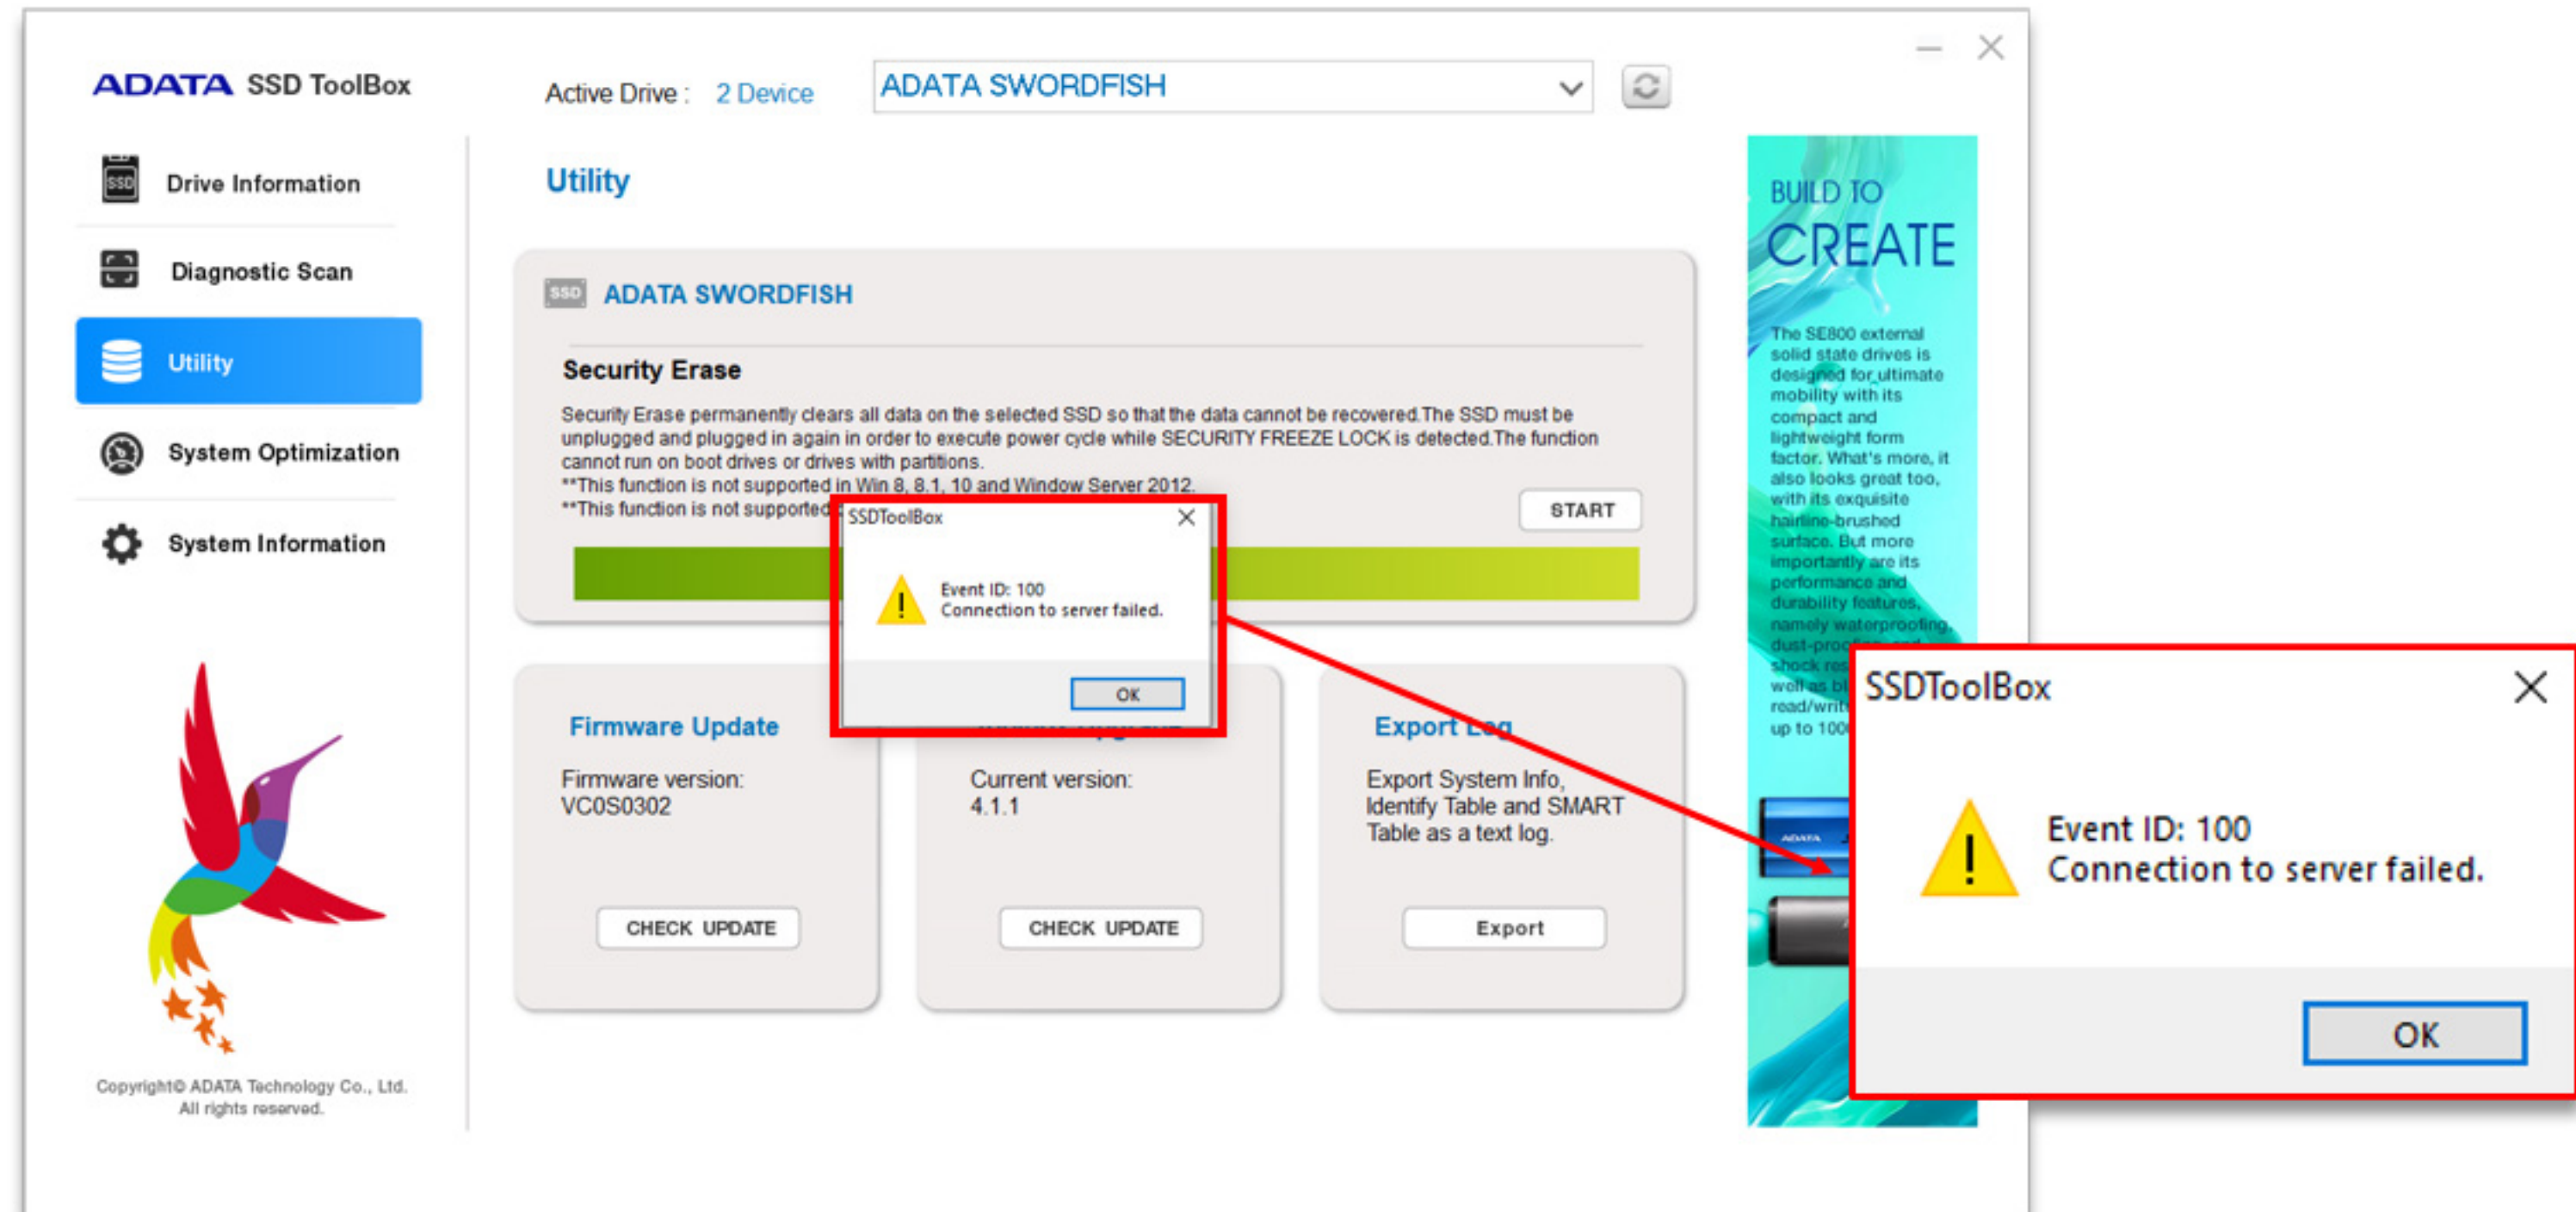 ADATA SSD ToolBox
Active Drive : 2 Device
ADATA SWORDFISH
Drive Information
Diagnostic Scan
Utility
System Optimization
System Information
Copyright© ADATA Technology Co., Ltd.
All rights reserved.
Utility
SSD ADATA SWORDFISH
Security Erase
Security Erase permanently clears all data on the selected SSD so that the data cannot be recovered.The SSD must be
unplugged and plugged in again in order to execute power cycle while SECURITY FREEZE LOCK is detected.The function
cannot run on boot drives or drives with partitions.
**This function is not supported in Win 8, 8.1, 10 and Window Server 2012.
**This function is not supported
START
SSDToolBox
Event ID: 100
Connection to server failed.
OK
Firmware Update
Firmware version:
VC0S0302
CHECK UPDATE
Current version:
4.1.1
CHECK UPDATE
Export Log
Export System Info,
Identify Table and SMART
Table as a text log.
Export
BUILD TO
CREATE
The SE800 external
solid state drives is
designed for ultimate
mobility with its
compact and
lightweight form
factor. What's more, it
also looks great too,
with its exquisite
hairline-brushed
surface. But more
importantly are its
performance and
durability features,
namely waterproofing,
shock
well as
up to
ADATA
SSDToolBox
Event ID: 100
Connection to server failed.
OK